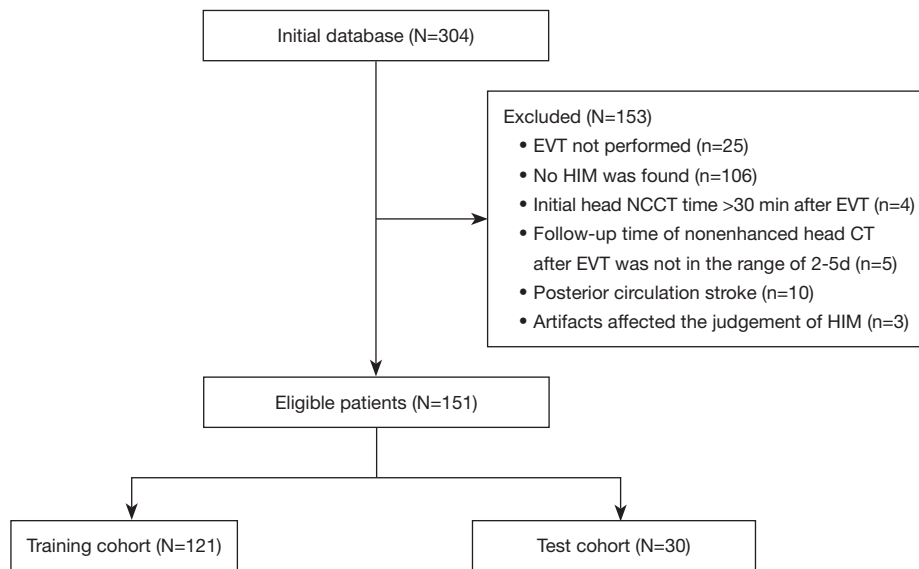 Initial database (N=304)
Excluded (N=153)
• EVT not performed (n=25)
• No HIM was found (n=106)
• Initial head NCCT time >30 min after EVT (n=4)
• Follow-up time of nonenhanced head CT
after EVT was not in the range of 2-5d (n=5)
• Posterior circulation stroke (n=10)
• Artifacts affected the judgement of HIM (n=3)
Eligible patients (N=151)
Training cohort (N=121)
Test cohort (N=30)